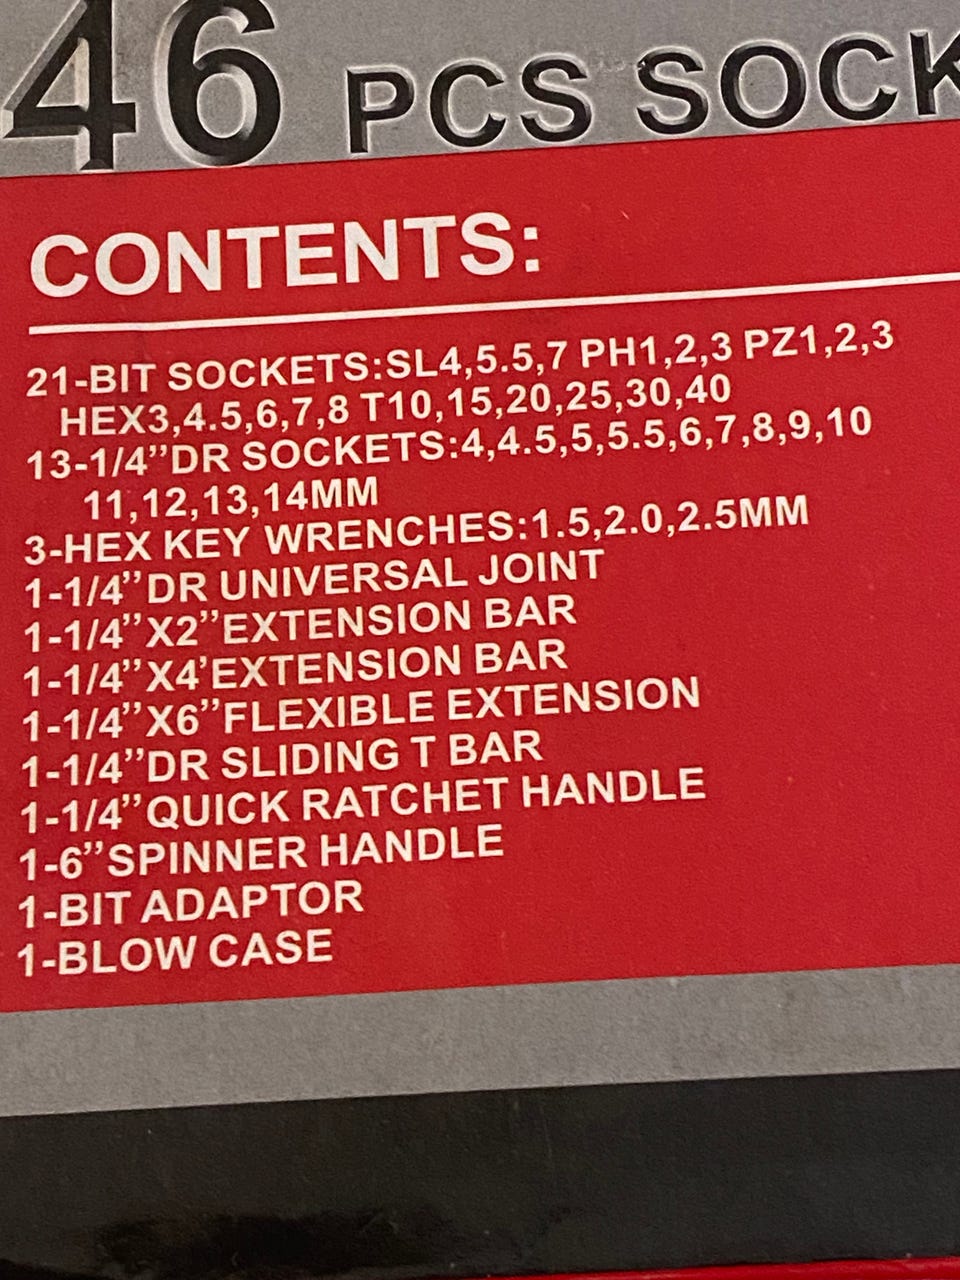 46 PCS SOCK
CONTENTS:
21-BIT SOCKETS:SL4,5.5,7 PH1,2,3 PZ1,2,3
HEX3,4.5,6,7,8 T10,15,20,25,30,40
13-1/4’’DR SOCKETS:4,4.5,5,5.5,6,7,8,9,10
11,12,13,14MM
3-HEX KEY WRENCHES:1.5,2.0,2.5MM
1-1/4’’DR UNIVERSAL JOINT
1-1/4’’X2’’EXTENSION BAR
1-1/4’’X4’EXTENSION BAR
1-1/4’’X6’’FLEXIBLE EXTENSION
1-1/4’’DR SLIDING T BAR
1-1/4’’QUICK RATCHET HANDLE
1-6’’SPINNER HANDLE
1-BIT ADAPTOR
1-BLOW CASE